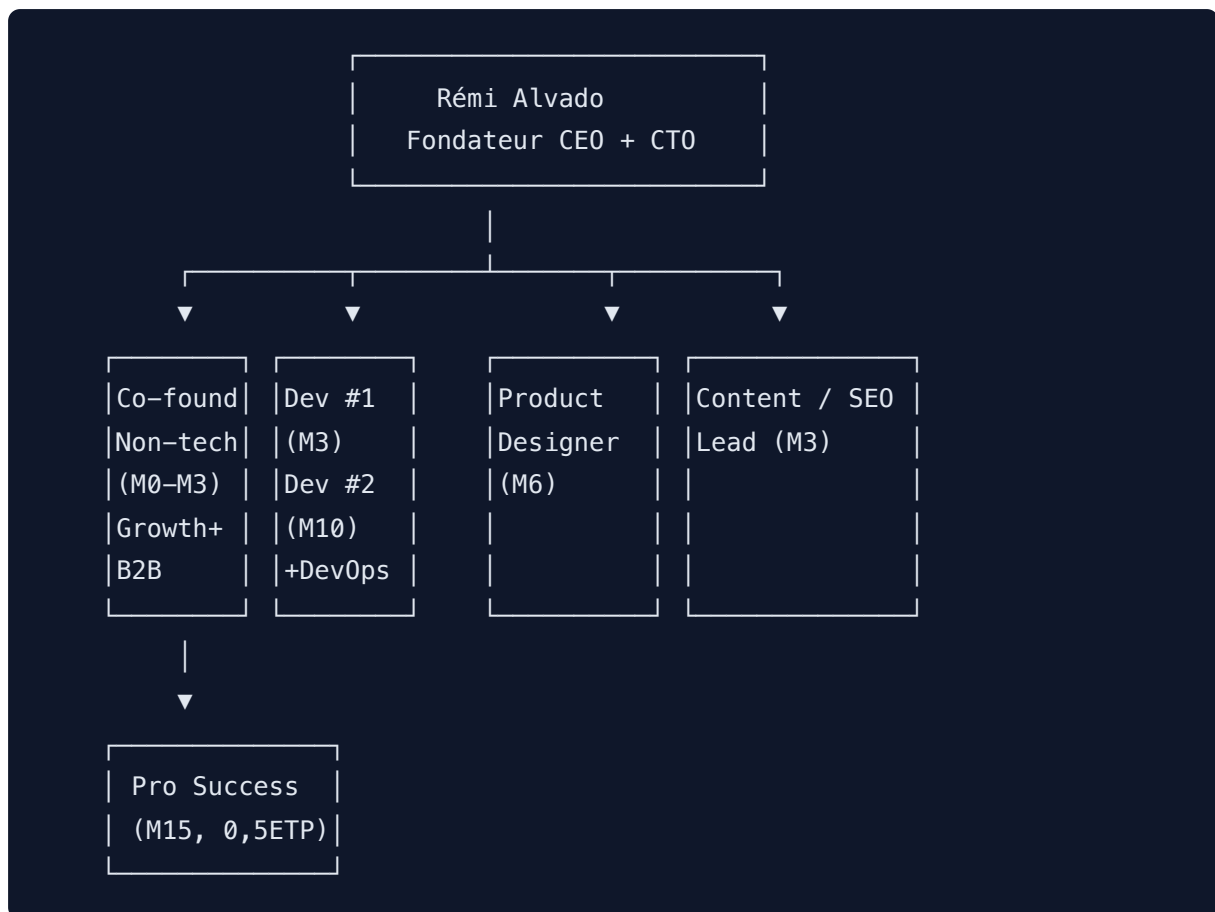 Rémi Alvado
Fondateur CEO + CTO
Co-found
Non-tech
(M0-M3)
Growth+
B2B
Dev #1
(M3)
Dev #2
(M10)
+DevOps
Product
Designer
(M6)
Content / SEO
Lead (M3)
Pro Success
(M15, 0,5ETP)